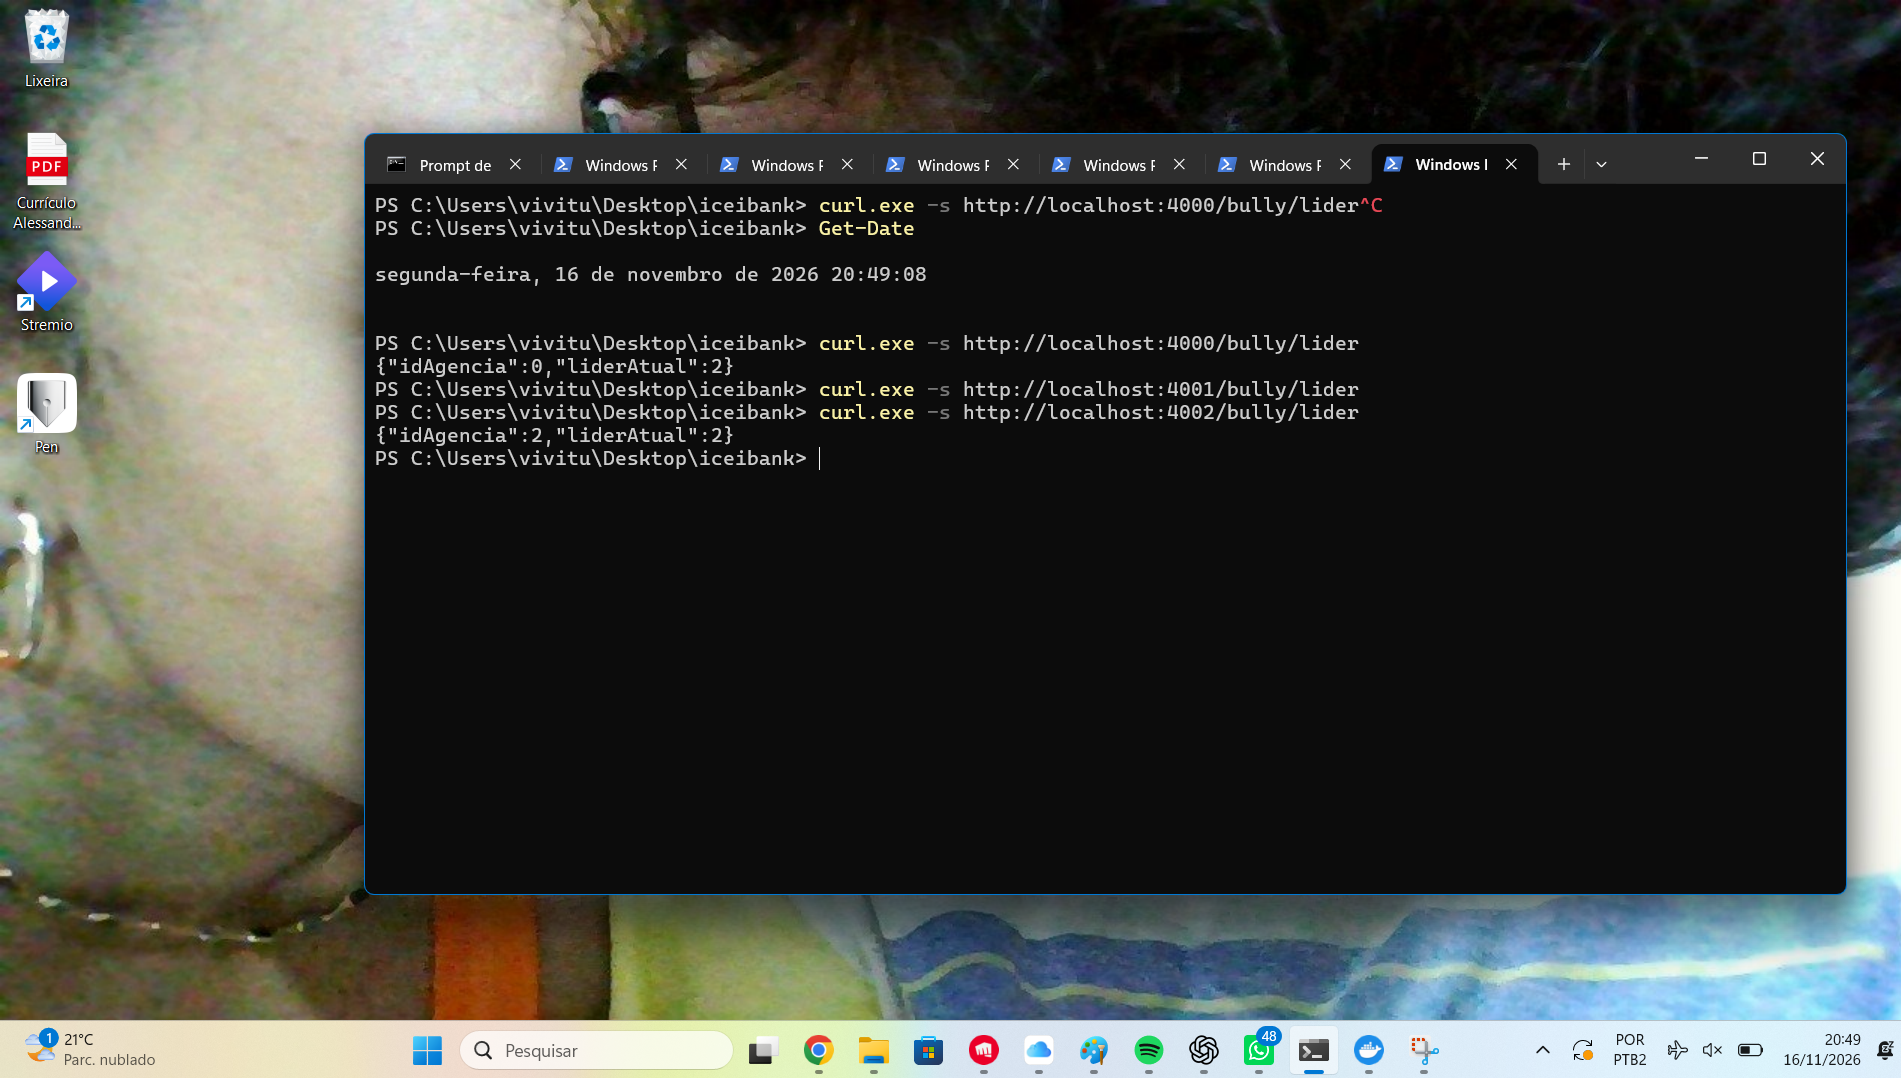 Lixeira
PDF
Currículo
Alessand...
Stremio
Pen
Prompt de
Windows P
Windows P
Windows P
Windows P
Windows P
Windows P
PS C:\Users\vivitu\Desktop\iceibank> curl.exe -s http://localhost:4000/bully/lider^C
PS C:\Users\vivitu\Desktop\iceibank> Get-Date
segunda-feira, 16 de novembro de 2026 20:49:08
PS C:\Users\vivitu\Desktop\iceibank> curl.exe -s http://localhost:4000/bully/lider
{"idAgencia":0,"liderAtual":2}
PS C:\Users\vivitu\Desktop\iceibank> curl.exe -s http://localhost:4001/bully/lider
PS C:\Users\vivitu\Desktop\iceibank> curl.exe -s http://localhost:4002/bully/lider
{"idAgencia":2,"liderAtual":2}
PS C:\Users\vivitu\Desktop\iceibank>
1
21°C
Parc. nublado
Pesquisar
48
POR
PTB2
20:49
16/11/2026